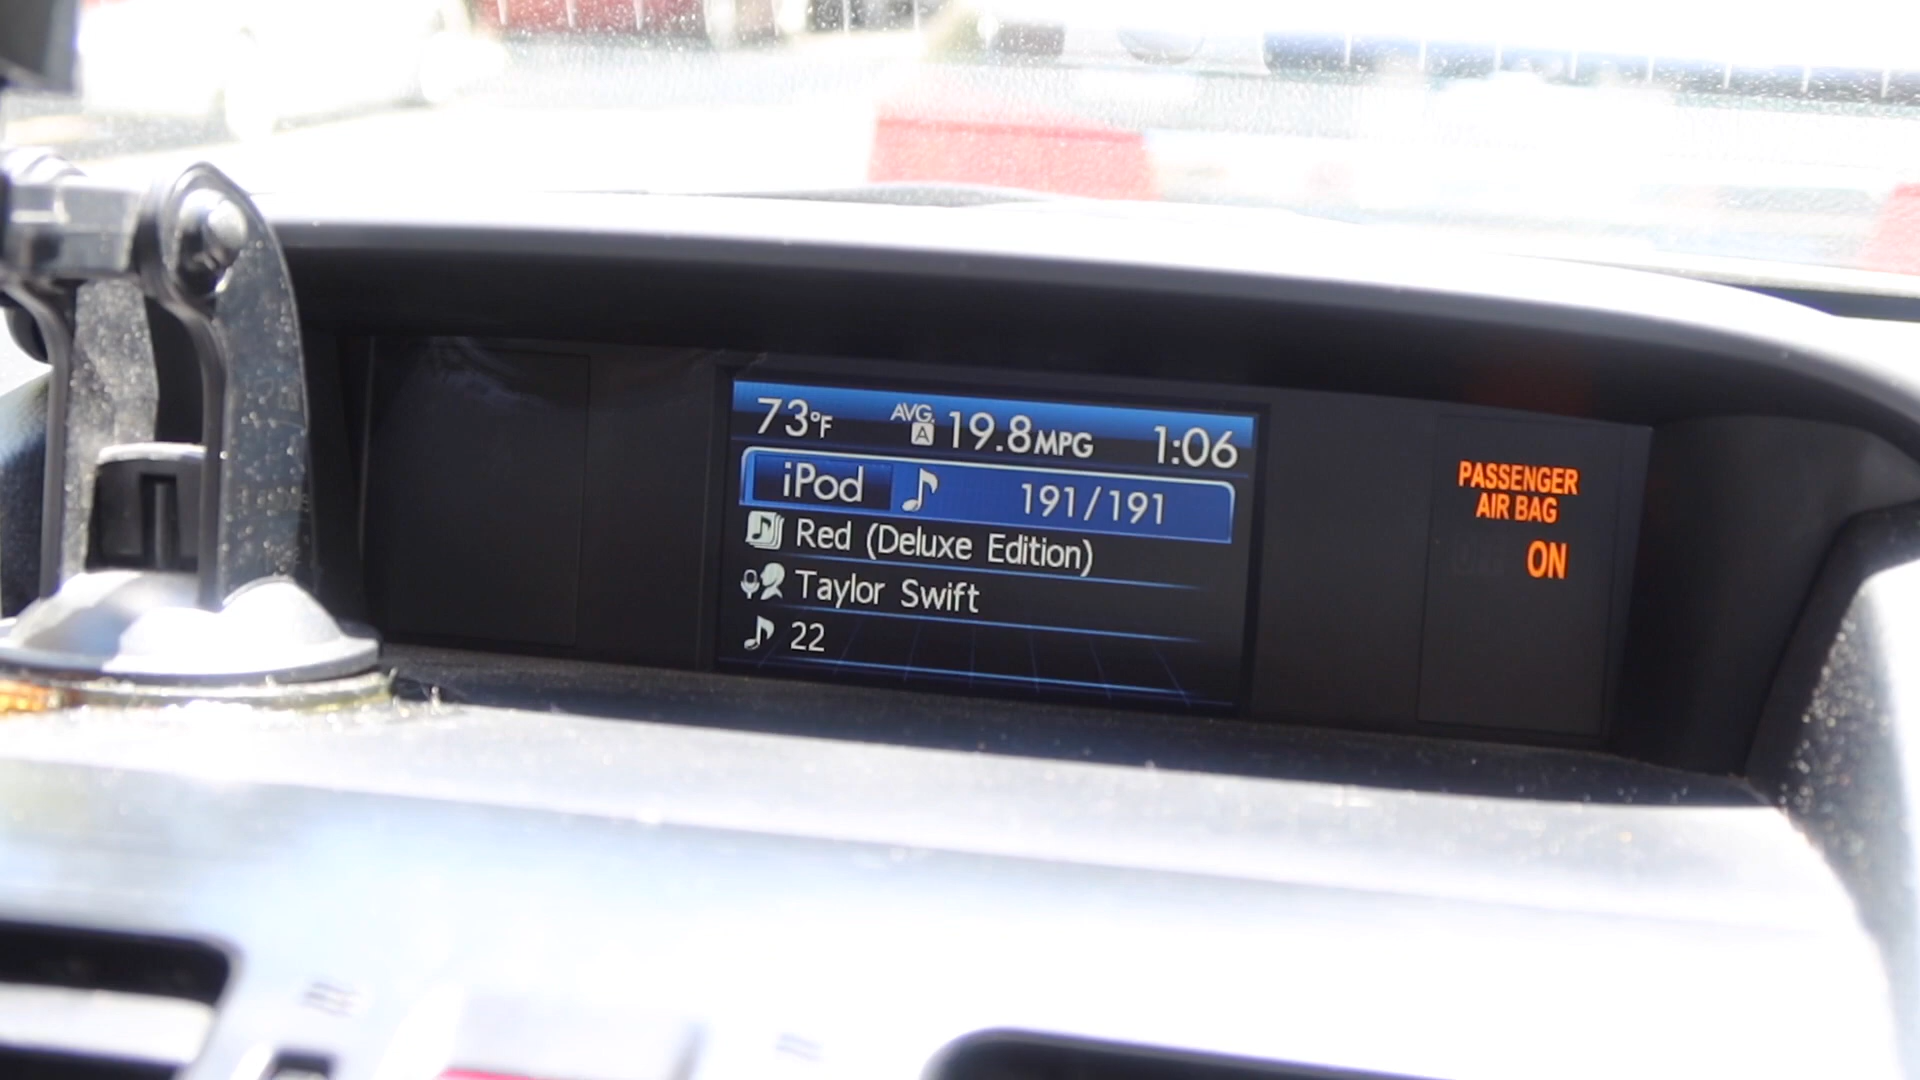 73°F AVG. A 19.8MPG 1:06
iPod 191/191
Red (Deluxe Edition)
Taylor Swift
22
PASSENGER
AIR BAG
ON